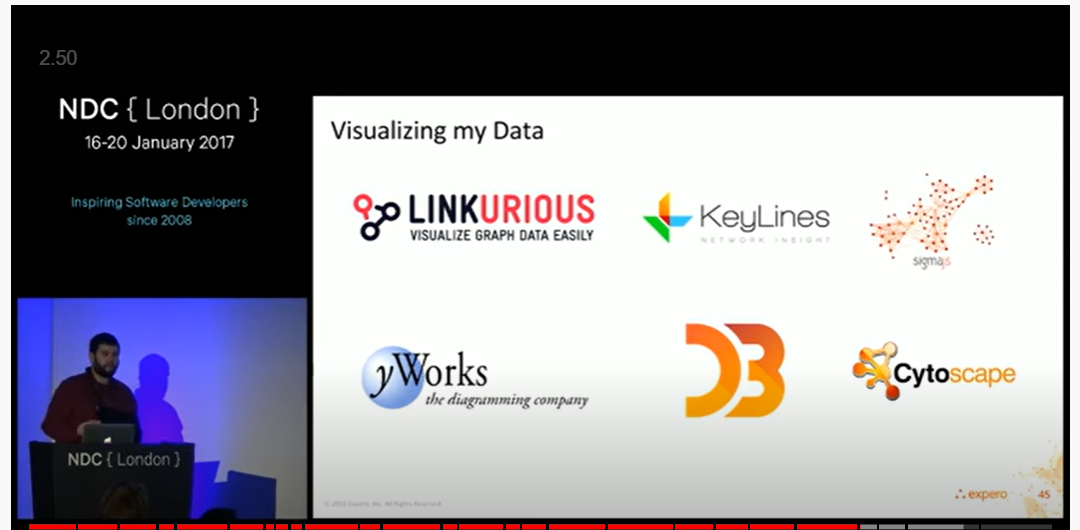 2.50
NDC { London }
16-20 January 2017
Inspiring Software Developers
since 2008
Visualizing my Data
LINKURIOUS
VISUALIZE GRAPH DATA EASILY
KeyLines
NETWORK INSIGHT
sigmajs
yWorks
the diagramming company
D3
Cytoscape
NDC { London }
© 2016 Expero, Inc. All Rights Reserved
expero
45